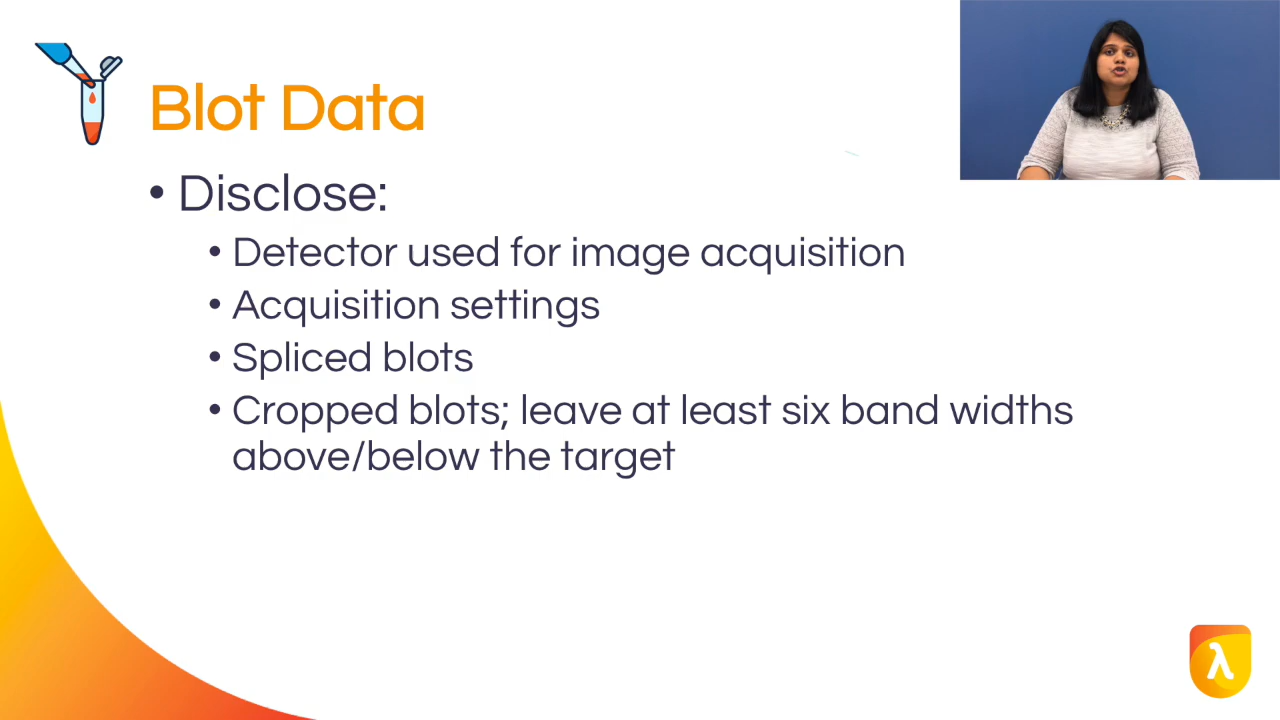 Blot Data
• Disclose:
• Detector used for image acquisition
• Acquisition settings
• Spliced blots
• Cropped blots; leave at least six band widths
above/below the target
λ